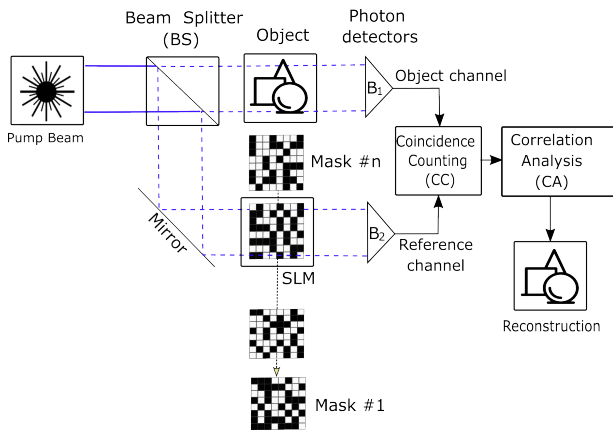 Beam Splitter
(BS)
Object
Photon
detectors
Pump Beam
B1
Object channel
Mask #n
Coincidence
Counting
(CC)
Correlation
Analysis
(CA)
Mirror
B2
Reference
channel
SLM
Reconstruction
Mask #1